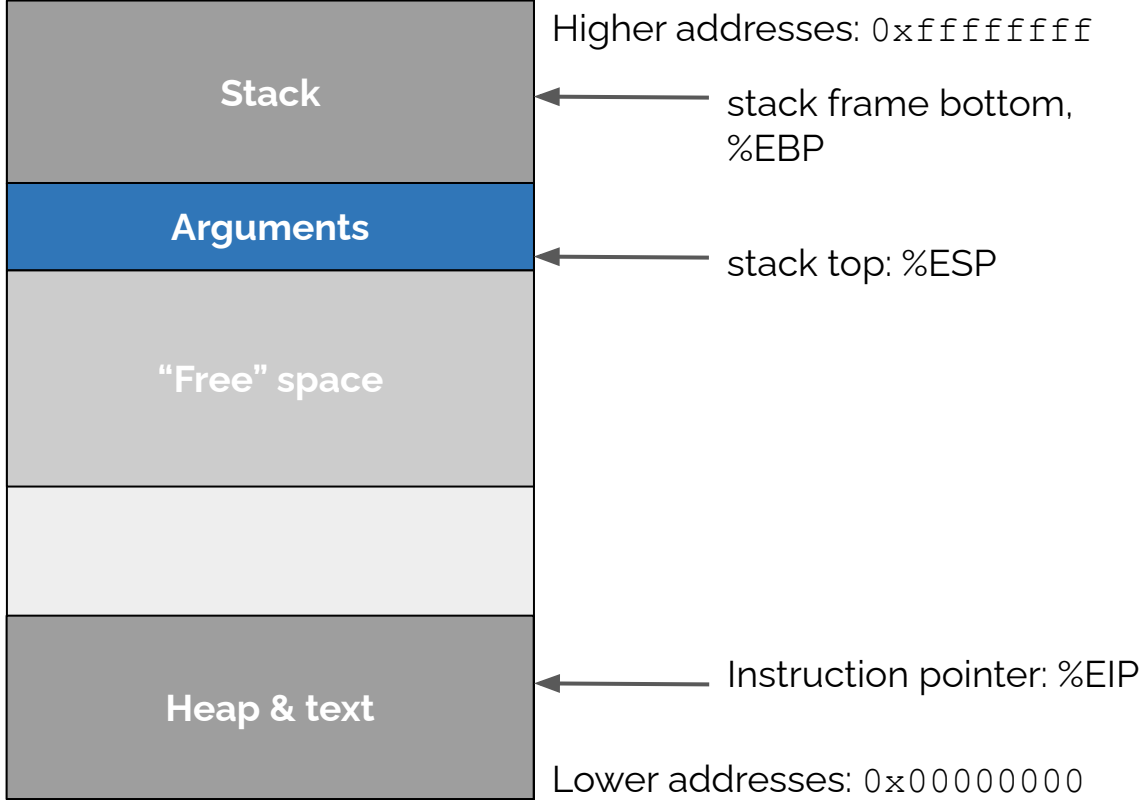 Higher addresses: 0xffffffff
Stack
stack frame bottom,
%EBP
Arguments
stack top: %ESP
“Free” space
Instruction pointer: %EIP
Heap & text
Lower addresses: 0x00000000